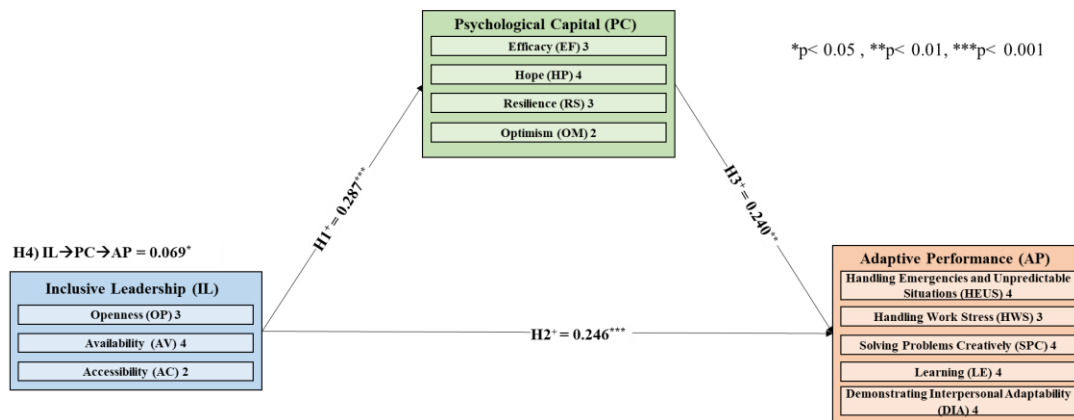 Psychological Capital (PC)
Efficacy (EF) 3
Hope (HP) 4
Resilience (RS) 3
Optimism (OM) 2
*p< 0.05 , **p< 0.01, ***p< 0.001
H1⁺ = 0.287***
H3⁺ = 0.240**
H4) IL→PC→AP = 0.069*
Inclusive Leadership (IL)
Openness (OP) 3
Availability (AV) 4
Accessibility (AC) 2
H2⁺ = 0.246***
Adaptive Performance (AP)
Handling Emergencies and Unpredictable
Situations (HEUS) 4
Handling Work Stress (HWS) 3
Solving Problems Creatively (SPC) 4
Learning (LE) 4
Demonstrating Interpersonal Adaptability
(DIA) 4